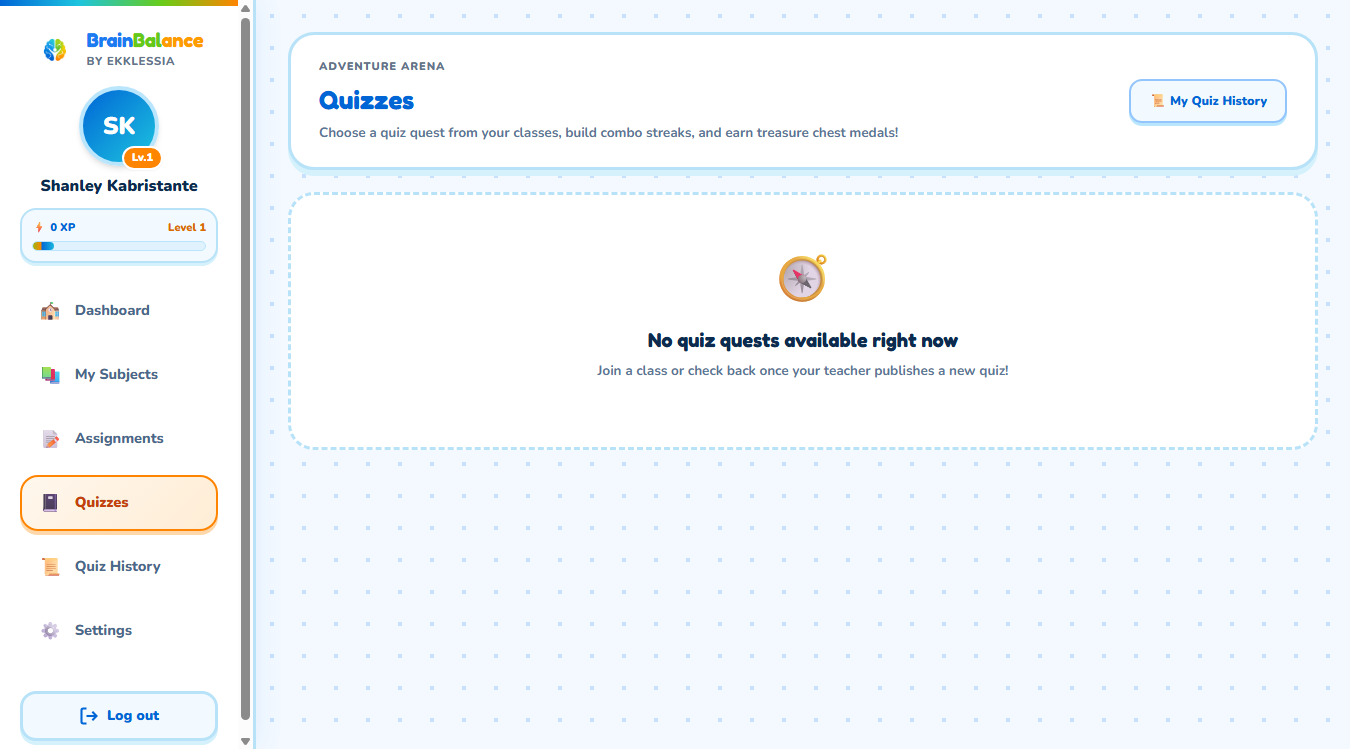 BrainBalance
BY EKKLESSIA
SK
Lv.1
Shanley Kabristante
0 XP
Level 1
Dashboard
My Subjects
Assignments
Quizzes
Quiz History
Settings
Log out
ADVENTURE ARENA
Quizzes
Choose a quiz quest from your classes, build combo streaks, and earn treasure chest medals!
My Quiz History
No quiz quests available right now
Join a class or check back once your teacher publishes a new quiz!